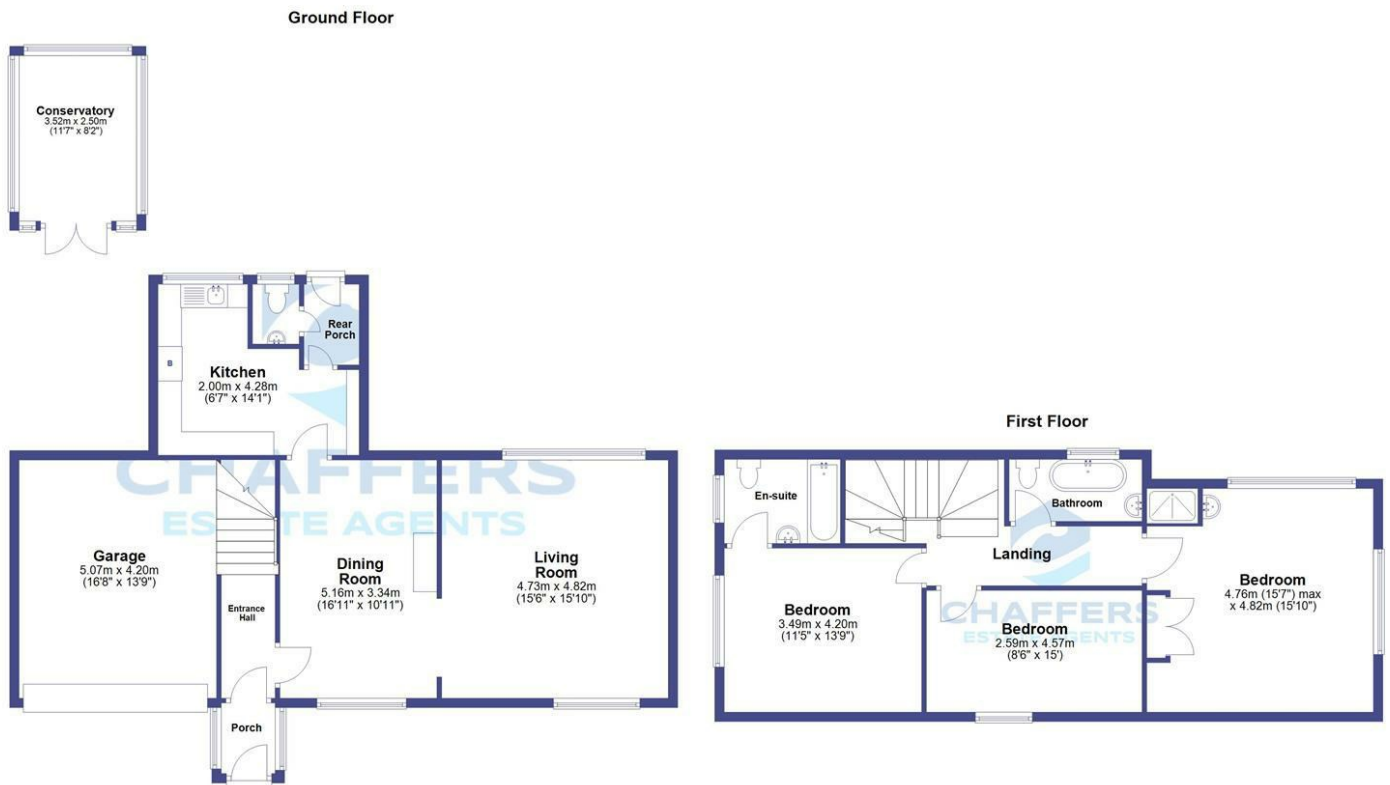 Ground Floor
Conservatory
3.52m x 2.50m
(11'7" x 8'2")
Rear
Porch
Kitchen
2.00m x 4.28m
(6'7" x 14'1")
CHAFFERS
ESTATE AGENTS
Garage
5.07m x 4.20m
(16'8" x 13'9")
Entrance
Hall
Dining
Room
5.16m x 3.34m
(16'11" x 10'11")
Living
Room
4.73m x 4.82m
(15'6" x 15'10")
Porch
First Floor
En-suite
Bathroom
Landing
Bedroom
3.49m x 4.20m
(11'5" x 13'9")
CHAFFERS
ESTATE AGENTS
Bedroom
2.59m x 4.57m
(8'6" x 15')
Bedroom
4.76m (15'7") max
x 4.82m (15'10")